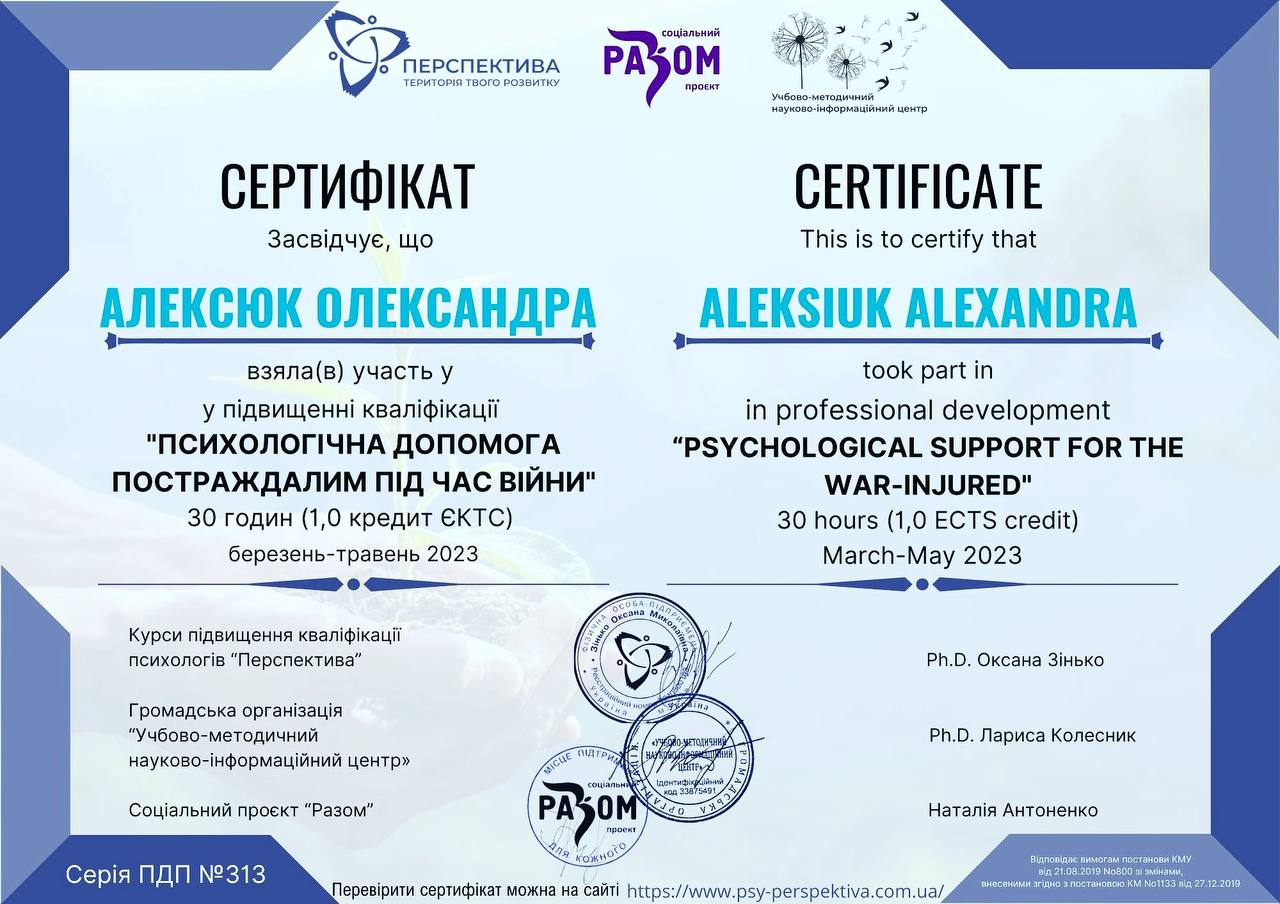 ПЕРСПЕКТИВА
ТЕРИТОРІЯ ТВОГО РОЗВИТКУ
соціальний
РАЗОМ
проєкт
Учбово-методичний
науково-інформаційний центр
СЕРТИФІКАТ
Засвідчує, що
АЛЕКСЮК ОЛЕКСАНДРА
взяла(в) участь у
у підвищенні кваліфікації
"ПСИХОЛОГІЧНА ДОПОМОГА
ПОСТРАЖДАЛИМ ПІД ЧАС ВІЙНИ"
30 годин (1,0 кредит ЄКТС)
березень-травень 2023
CERTIFICATE
This is to certify that
ALEKSIUK ALEXANDRA
took part in
in professional development
“PSYCHOLOGICAL SUPPORT FOR THE
WAR-INJURED"
30 hours (1,0 ECTS credit)
March-May 2023
Курси підвищення кваліфікації
психологів “Перспектива”
Ph.D. Оксана Зінько
Громадська організація
“Учбово-методичний
науково-інформаційний центр»
Ph.D. Лариса Колесник
Соціальний проєкт “Разом”
Наталія Антоненко
ФІЗИЧНА ОСОБА-ПІДПРИЄМЕЦЬ
Зінько Оксана Миколаївна
Реєстраційний номер
Україна
Україна
ГРОМАДСЬКА ОРГАНІЗАЦІЯ
«УЧБОВО-МЕТОДИЧНИЙ
НАУКОВО-ІНФОРМАЦІЙНИЙ
ЦЕНТР»
Ідентифікаційний
код 33875491
МІСЦЕ ПІДТРИМ
соціальн
РАЗОМ
проект
ДЛЯ КОЖНОГО
Серія ПДП №313
Перевірити сертифікат можна на сайті https://www.psy-perspektiva.com.ua/
Відповідає вимогам постанови КМУ
від 21.08.2019 No800 зі змінами,
внесеними згідно з постановою КМ No1133 від 27.12.2019